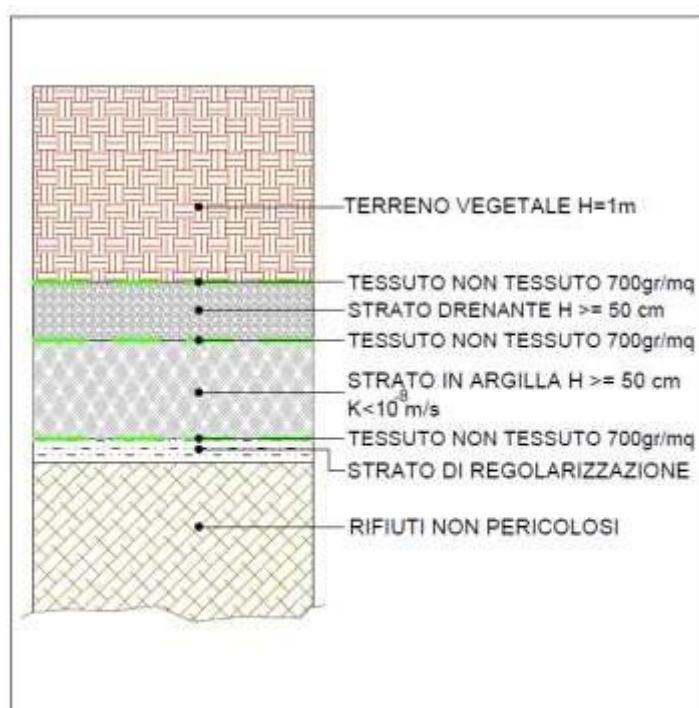 TERRENO VEGETALE H=1m
TESSUTO NON TESSUTO 700gr/mq
STRATO DRENANTE H >= 50 cm
TESSUTO NON TESSUTO 700gr/mq
STRATO IN ARGILLA H >= 50 cm
K<10⁻⁸ m/s
TESSUTO NON TESSUTO 700gr/mq
STRATO DI REGOLARIZZAZIONE
RIFIUTI NON PERICOLOSI